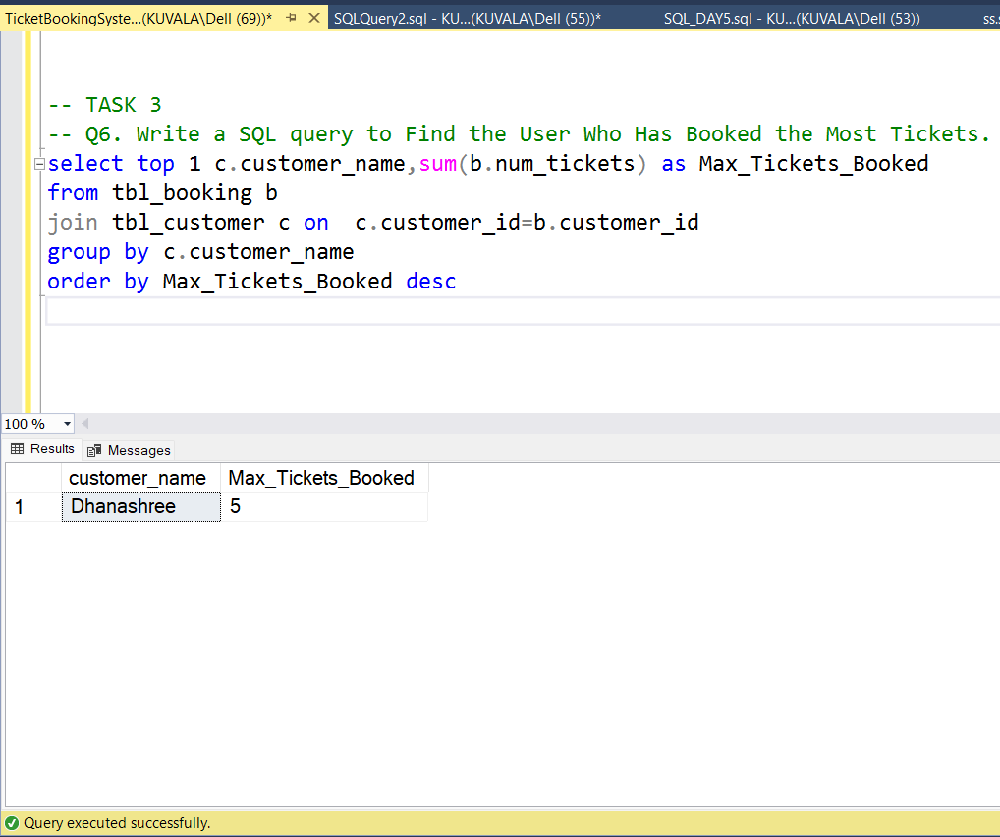 TicketBookingSyste...(KUVALA\Dell (69))* SQLQuery2.sql - KU...(KUVALA\Dell (55))* SQL_DAY5.sql - KU...(KUVALA\Dell (53)) ss.
-- TASK 3
-- Q6. Write a SQL query to Find the User Who Has Booked the Most Tickets.
select top 1 c.customer_name,sum(b.num_tickets) as Max_Tickets_Booked
from tbl_booking b
join tbl_customer c on  c.customer_id=b.customer_id
group by c.customer_name
order by Max_Tickets_Booked desc
100 %
Results Messages
customer_name Max_Tickets_Booked
1 Dhanashree 5
Query executed successfully.